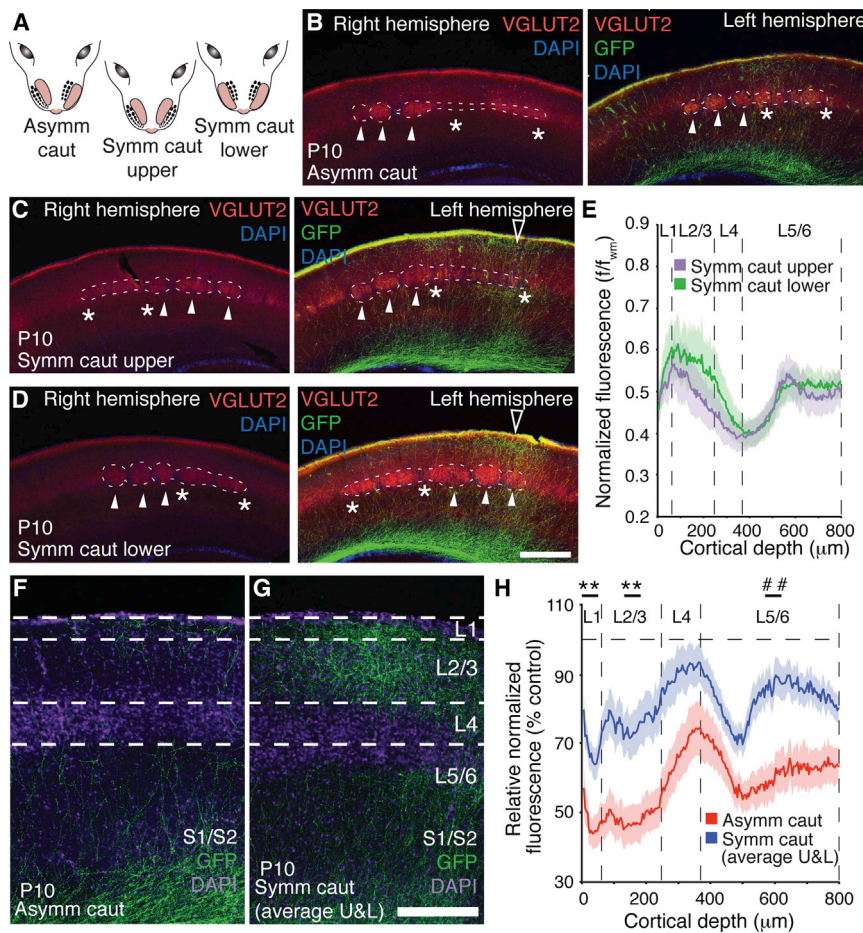 A
Asymm
caut
Symm caut
upper
Symm caut
lower
B
Right hemisphere
VGLUT2
DAPI
P10
Asymm caut
*
*
VGLUT2
GFP
DAPI
Left hemisphere
*
*
C
Right hemisphere
VGLUT2
DAPI
*
*
P10
Symm caut upper
VGLUT2
GFP
DAPI
Left hemisphere
*
*
D
Right hemisphere
VGLUT2
DAPI
*
*
P10
Symm caut lower
VGLUT2
GFP
DAPI
Left hemisphere
*
*
E
L1 L2/3 L4 L5/6
Symm caut upper
Symm caut lower
Normalized fluorescence (f/fwm)
0.9
0.8
0.7
0.6
0.5
0.4
0.3
0.2
0 200 400 600 800
Cortical depth (μm)
F
S1/S2
GFP
DAPI
P10
Asymm caut
G
L1
L2/3
L4
L5/6
S1/S2
GFP
DAPI
P10
Symm caut
(average U&L)
H
** ** ##
L1 L2/3 L4 L5/6
Relative normalized
fluorescence (% control)
110
90
70
50
30
Asymm caut
Symm caut
(average U&L)
0 200 400 600 800
Cortical depth
(μm)